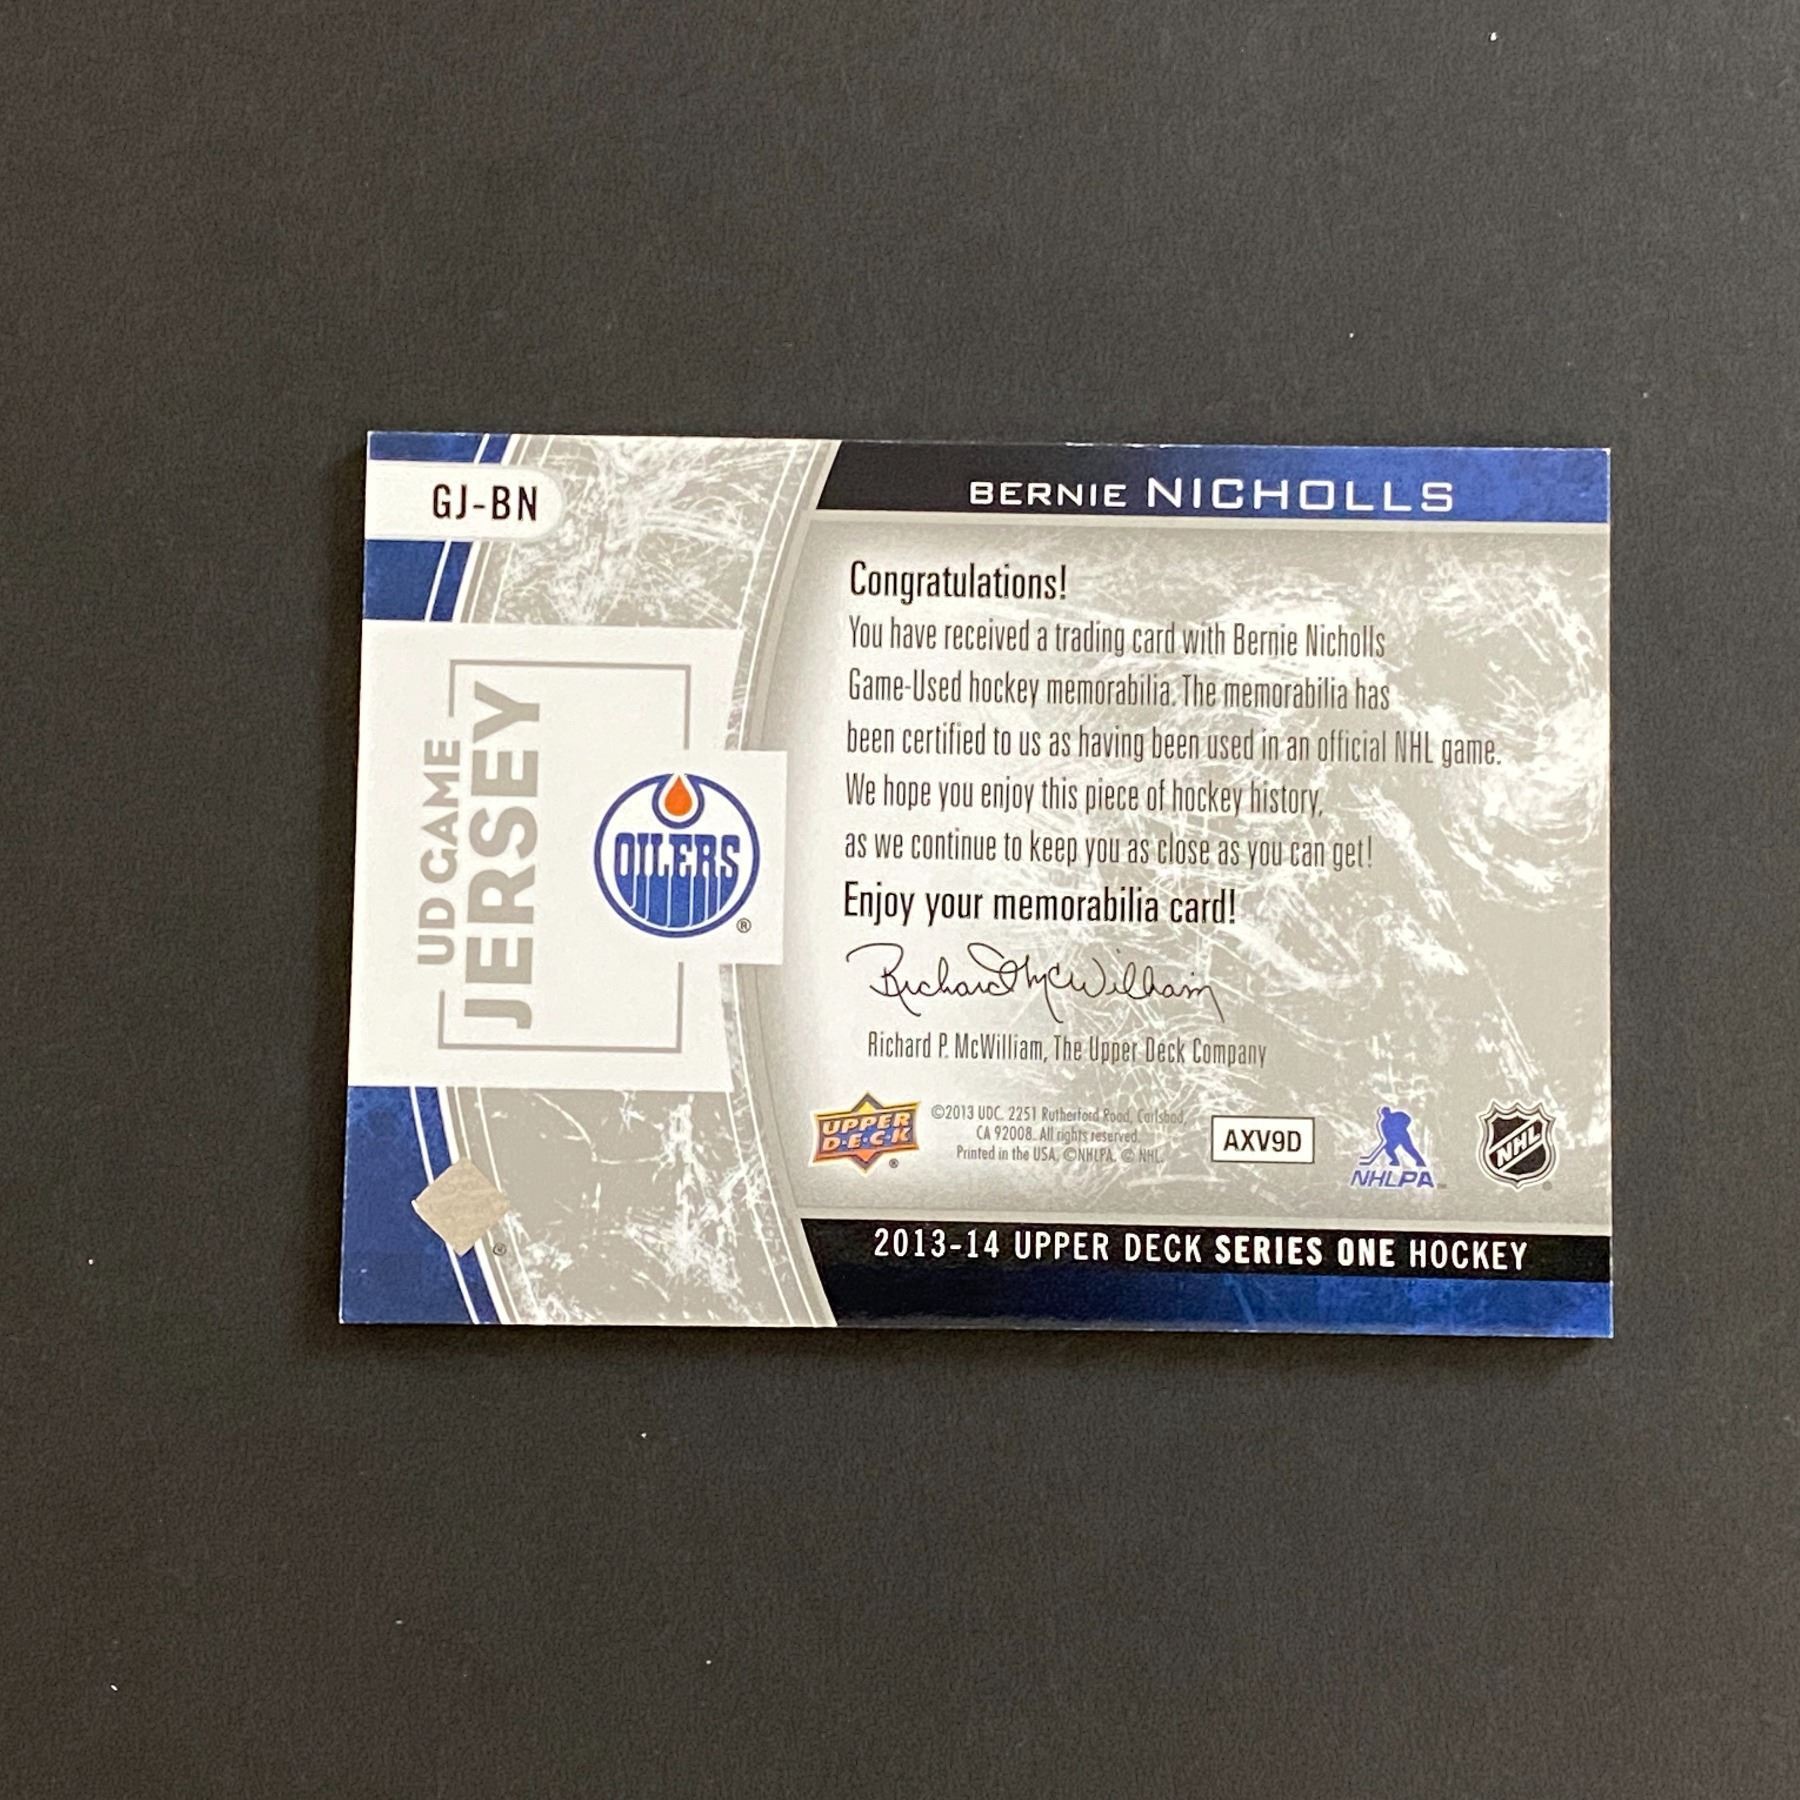 GJ-BN
BERNIE NICHOLLS
UD GAME
JERSEY
OILERS
®
Congratulations!
You have received a trading card with Bernie Nicholls
Game-Used hockey memorabilia. The memorabilia has
been certified to us as having been used in an official NHL game.
We hope you enjoy this piece of hockey history,
as we continue to keep you as close as you can get!
Enjoy your memorabilia card!
Richard McWilliam
Richard P. McWilliam, The Upper Deck Company
UPPER
D·E·C·K
®
©2013 UDC. 2251 Rutherford Road, Carlsbad,
CA 92008. All rights reserved.
Printed in the USA, ©NHLPA. © NHL.
AXV9D
NHLPA™
NHL
®
®
2013-14 UPPER DECK SERIES ONE HOCKEY